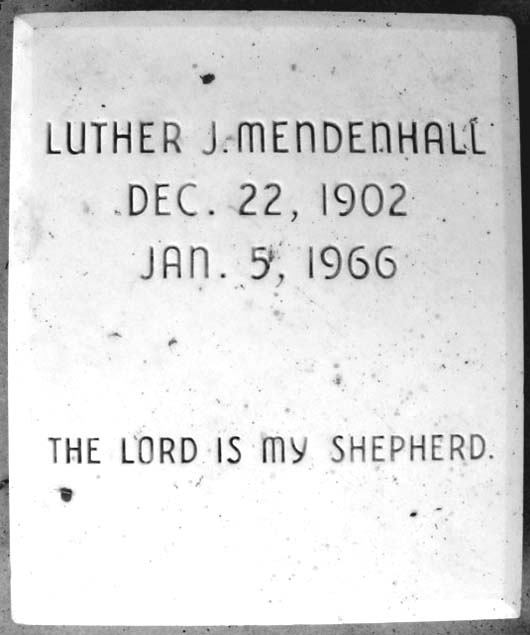 LUTHER J. MENDENHALL
DEC. 22, 1902
JAN. 5, 1966
THE LORD IS MY SHEPHERD.